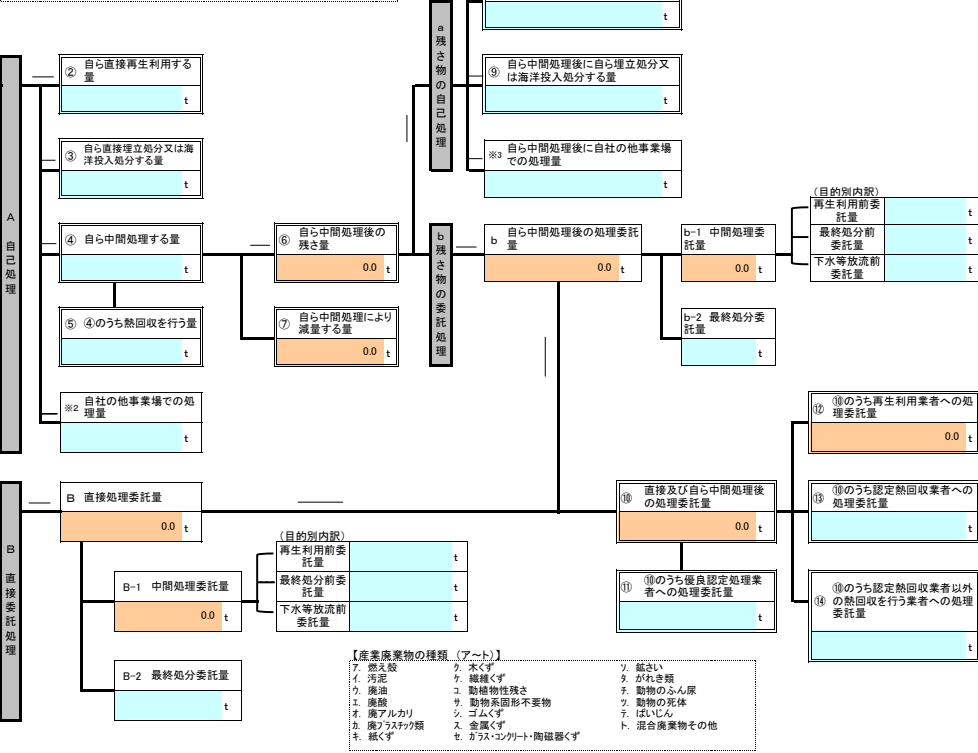 t
a 残さ物の自己処理
② 自ら直接再生利用する
量
t
⑨ 自ら中間処理後に自ら埋立処分又
は海洋投入処分する量
t
③ 自ら直接埋立処分又は海
洋投入処分する量
t
※3 自ら中間処理後に自社の他事業場
での処理量
t
A 自己処理
④ 自ら中間処理する量
t
⑥ 自ら中間処理後の
残さ量
0.0 t
b 残さ物の委託処理
b 自ら中間処理後の処理委託
量
0.0 t
b-1 中間処理委
託量
0.0 t
(目的別内訳)
再生利用前委
託量
t
最終処分前
委託量
t
下水等放流前
委託量
t
⑤ ④のうち熱回収を行う量
t
⑦ 自ら中間処理により
減量する量
0.0 t
b-2 最終処分委
託量
t
※2 自社の他事業場での処
理量
t
⑫ ⑩のうち再生利用業者への処
理委託量
0.0 t
B 直接委託処理
B 直接処理委託量
0.0 t
⑩ 直接及び自ら中間処理後
の処理委託量
0.0 t
⑬ ⑩のうち認定熱回収業者への
処理委託量
t
B-1 中間処理委託量
0.0 t
(目的別内訳)
再生利用前委
託量
t
最終処分前委
託量
t
下水等放流前
委託量
t
⑪ ⑩のうち優良認定処理業
者への処理委託量
t
⑭ ⑩のうち認定熱回収業者以外
の熱回収を行う業者への処理
委託量
t
B-2 最終処分委託量
t
【産業廃棄物の種類 (ア～ト)】
ア. 燃え殻
イ. 汚泥
ウ. 廃油
エ. 廃酸
オ. 廃アルカリ
カ. 廃プラスチック類
キ. 紙くず
ク. 木くず
ケ. 繊維くず
コ. 動植物性残さ
サ. 動物系固形不要物
シ. ゴムくず
ス. 金属くず
セ. ガラス・コンクリート・陶磁器くず
ソ. 鉱さい
タ. がれき類
チ. 動物のふん尿
ツ. 動物の死体
テ. ばいじん
ト. 混合廃棄物その他